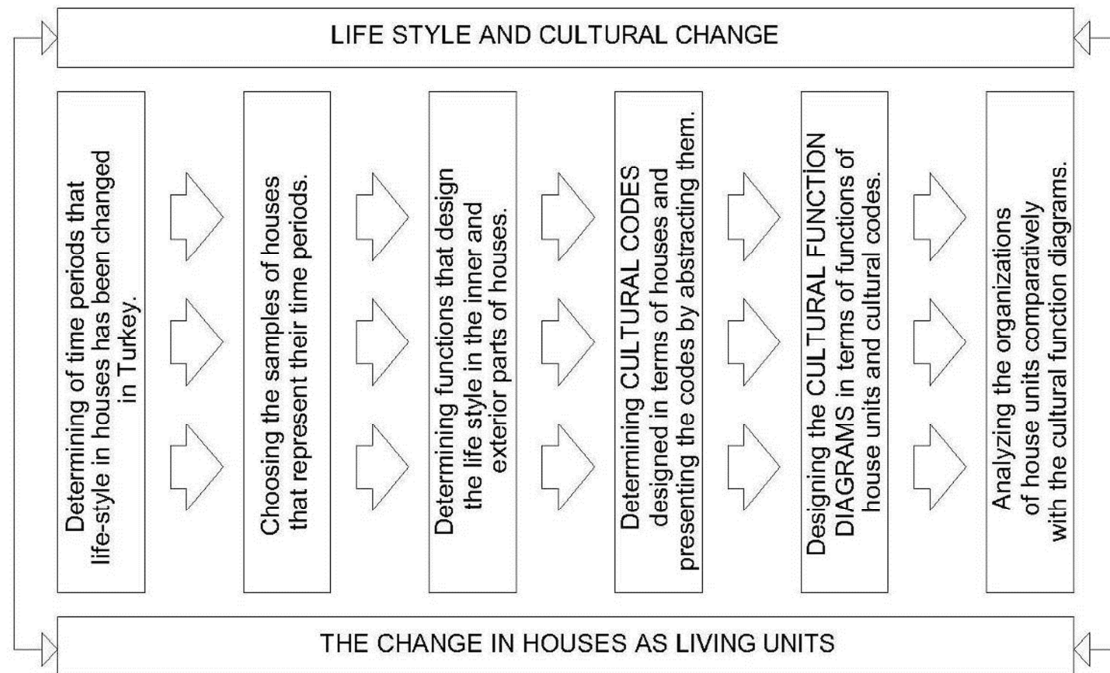 LIFE STYLE AND CULTURAL CHANGE
Determining of time periods that
life-style in houses has been changed
in Turkey.
Choosing the samples of houses
that represent their time periods.
Determining functions that design
the life style in the inner and
exterior parts of houses.
Determining CULTURAL CODES
designed in terms of houses and
presenting the codes by abstracting them.
Designing the CULTURAL FUNCTION
DIAGRAMS in terms of functions of
house units and cultural codes.
Analyzing the organizations
of house units comparatively
with the cultural function diagrams.
THE CHANGE IN HOUSES AS LIVING UNITS